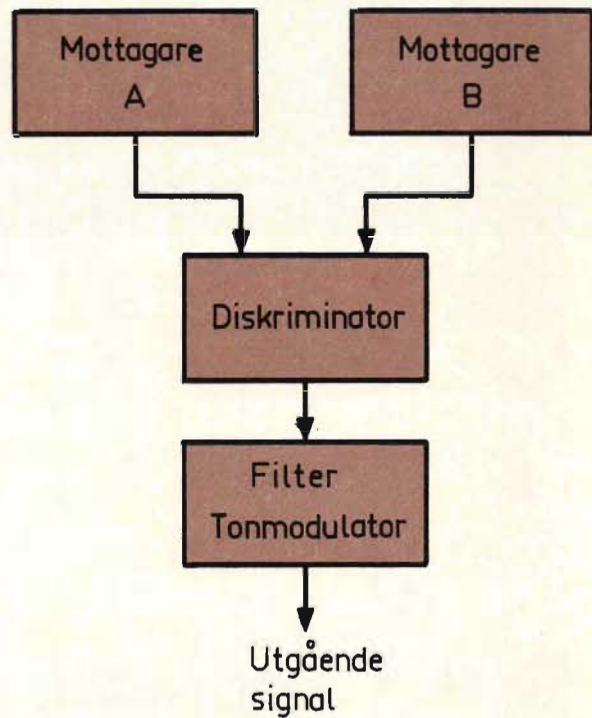 Mottagare
A
Mottagare
B
Diskriminator
Filter
Tonmodulator
Utgående
signal